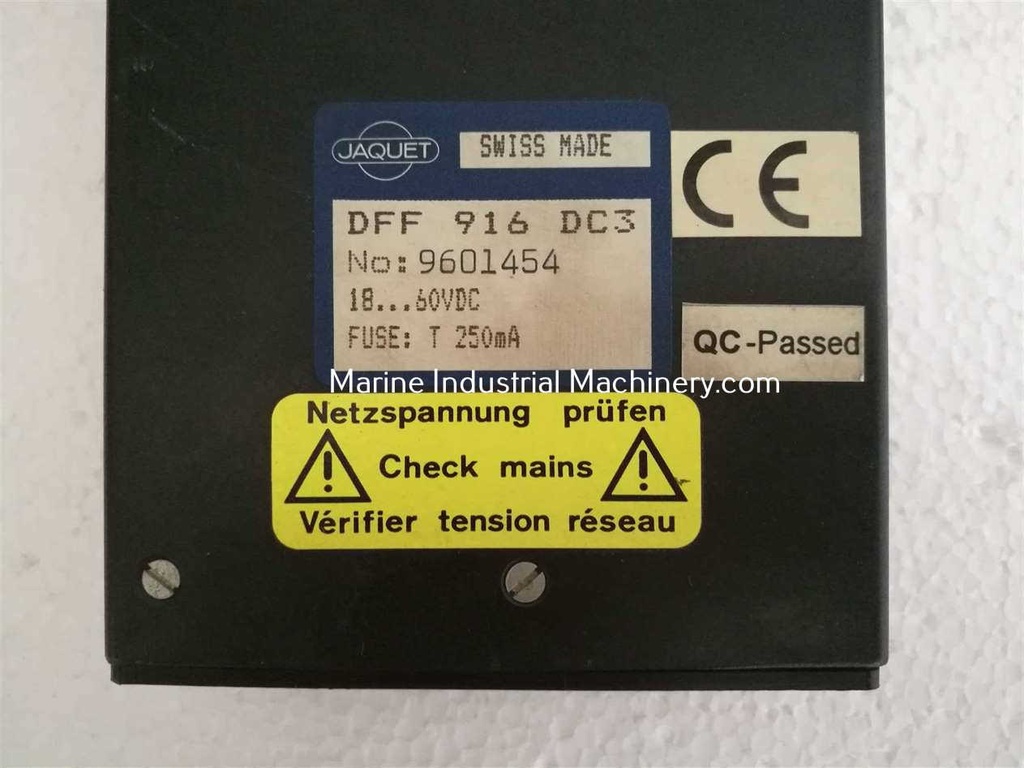 JAQUET
SWISS MADE
CE
DFF 916 DC3
No: 9601454
18...60VDC
FUSE: T 250mA
QC-Passed
Marine Industrial Machinery.com
Netzspannung prüfen
Check mains
Vérifier tension réseau